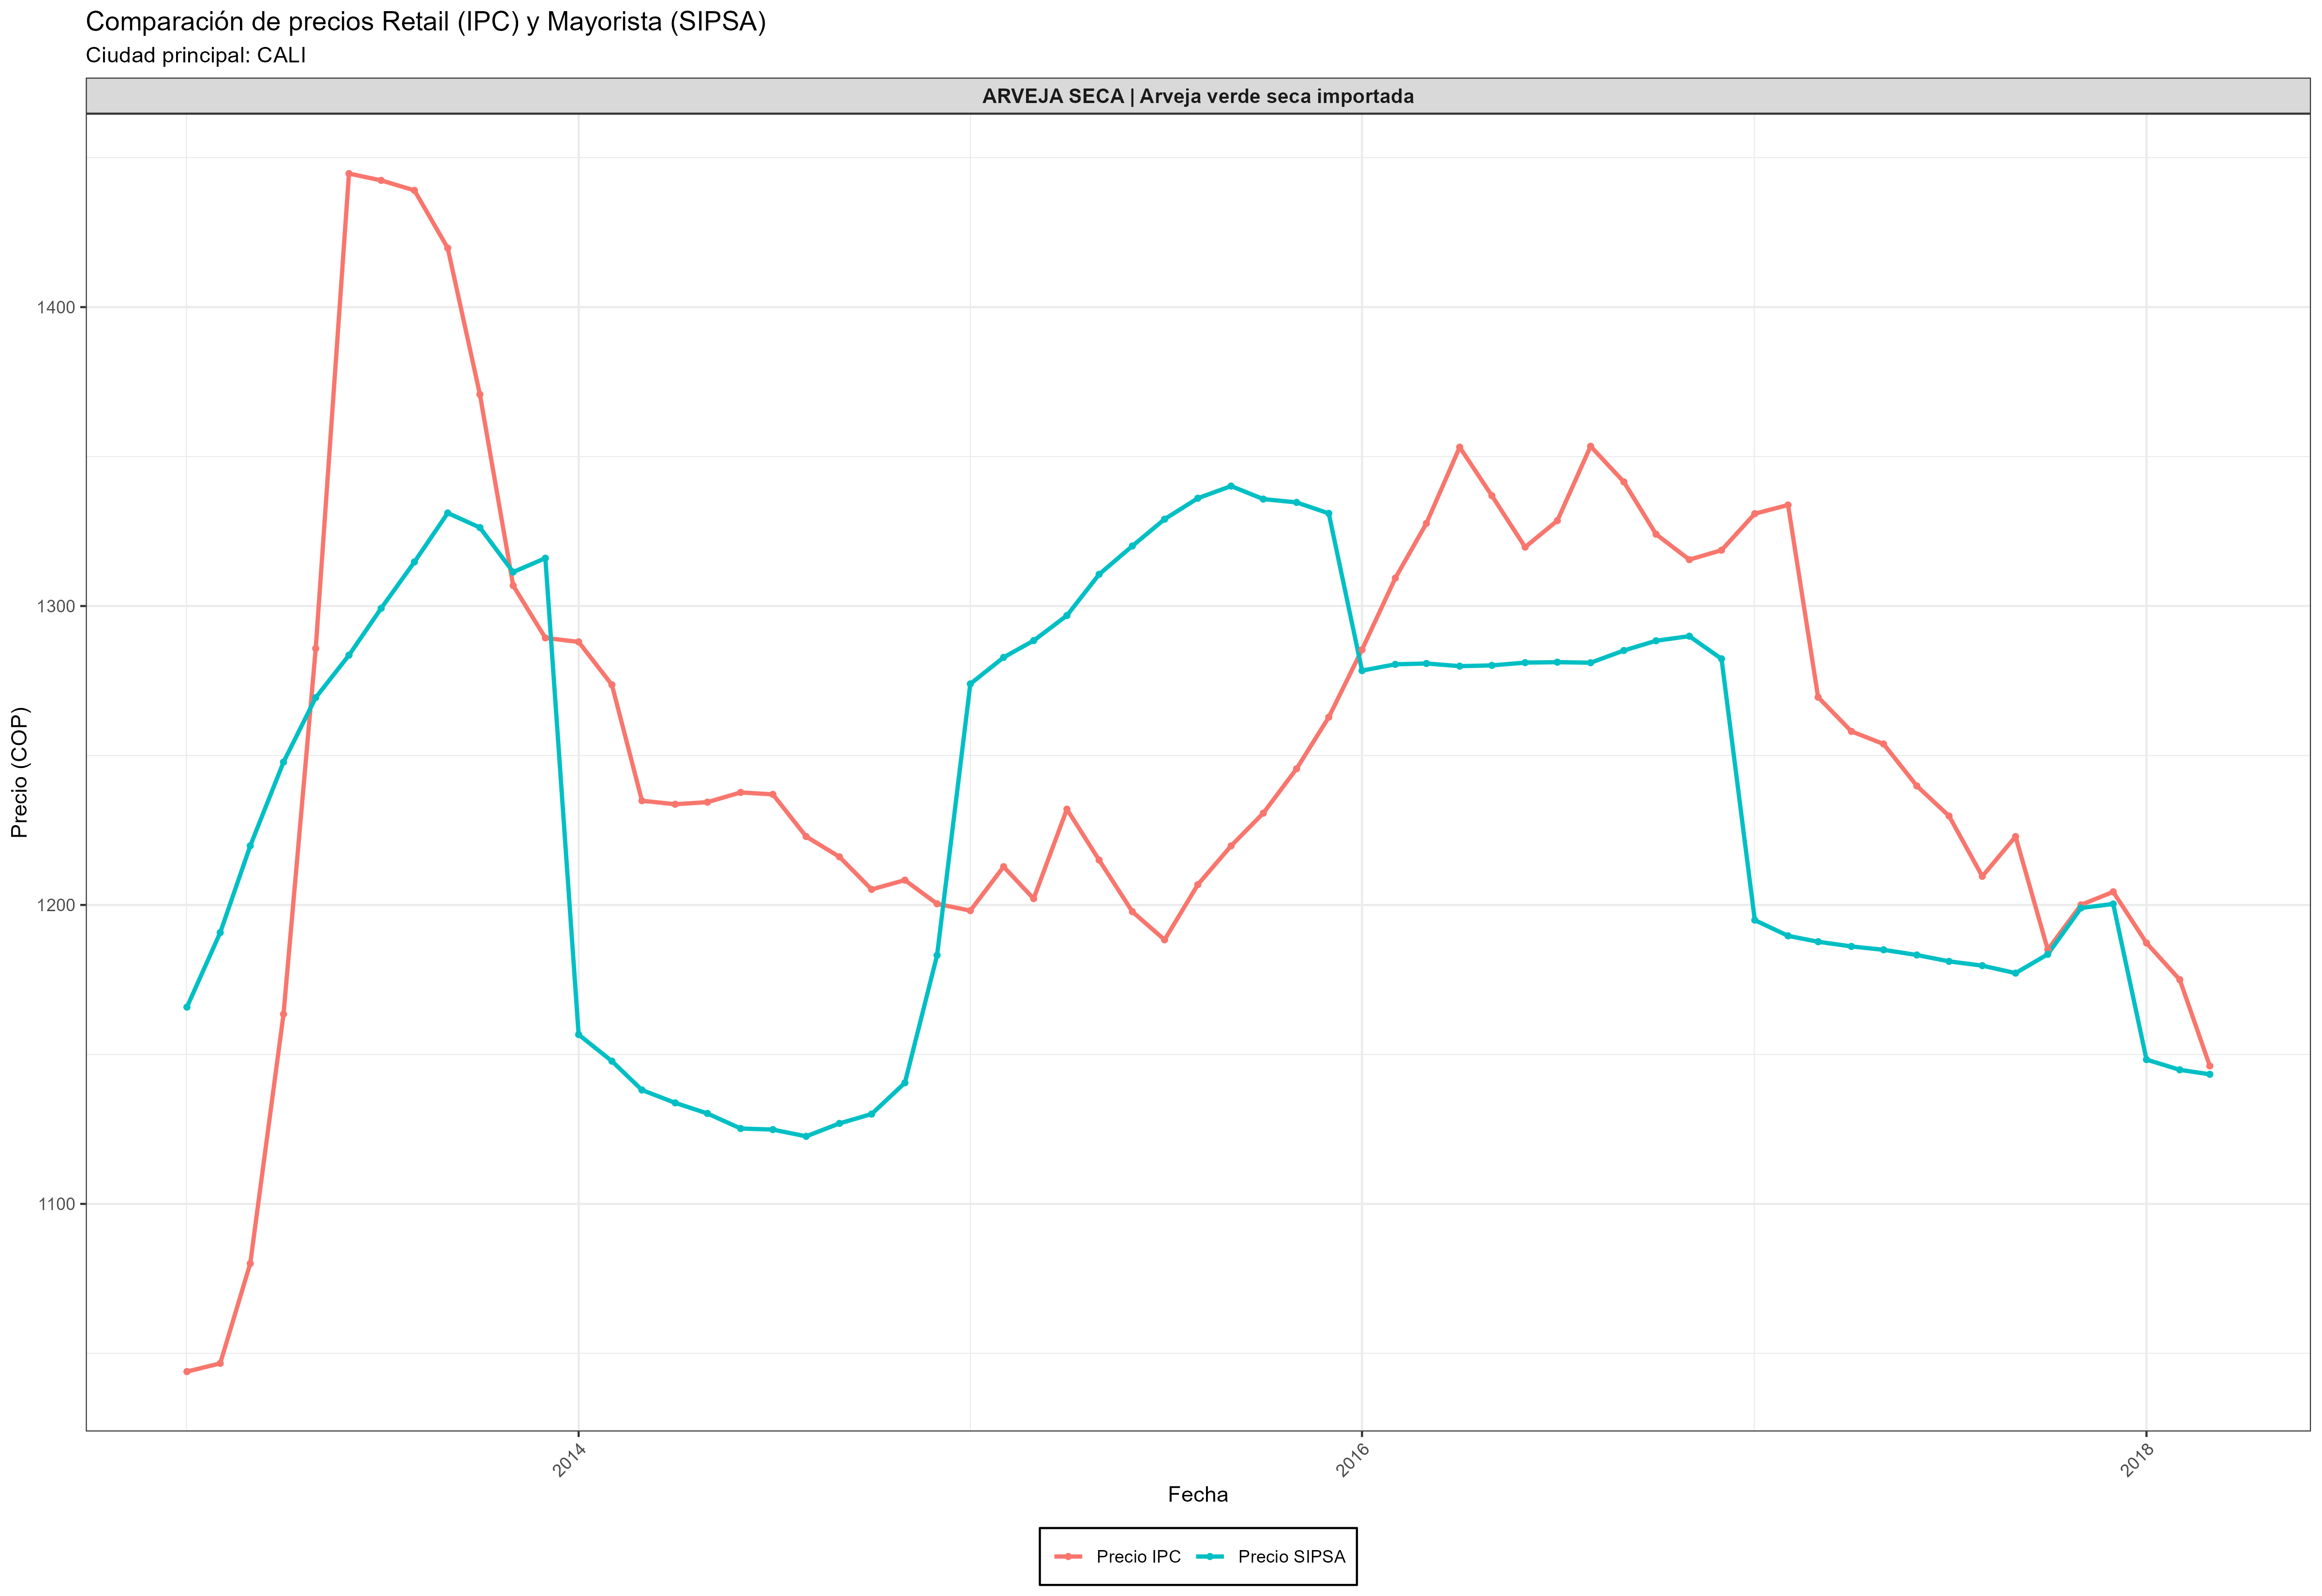 Comparación de precios Retail (IPC) y Mayorista (SIPSA)
Ciudad principal: CALI
ARVEJA SECA | Arveja verde seca importada
Precio (COP)
1400
1300
1200
1100
2014
2016
2018
Fecha
Precio IPC
Precio SIPSA